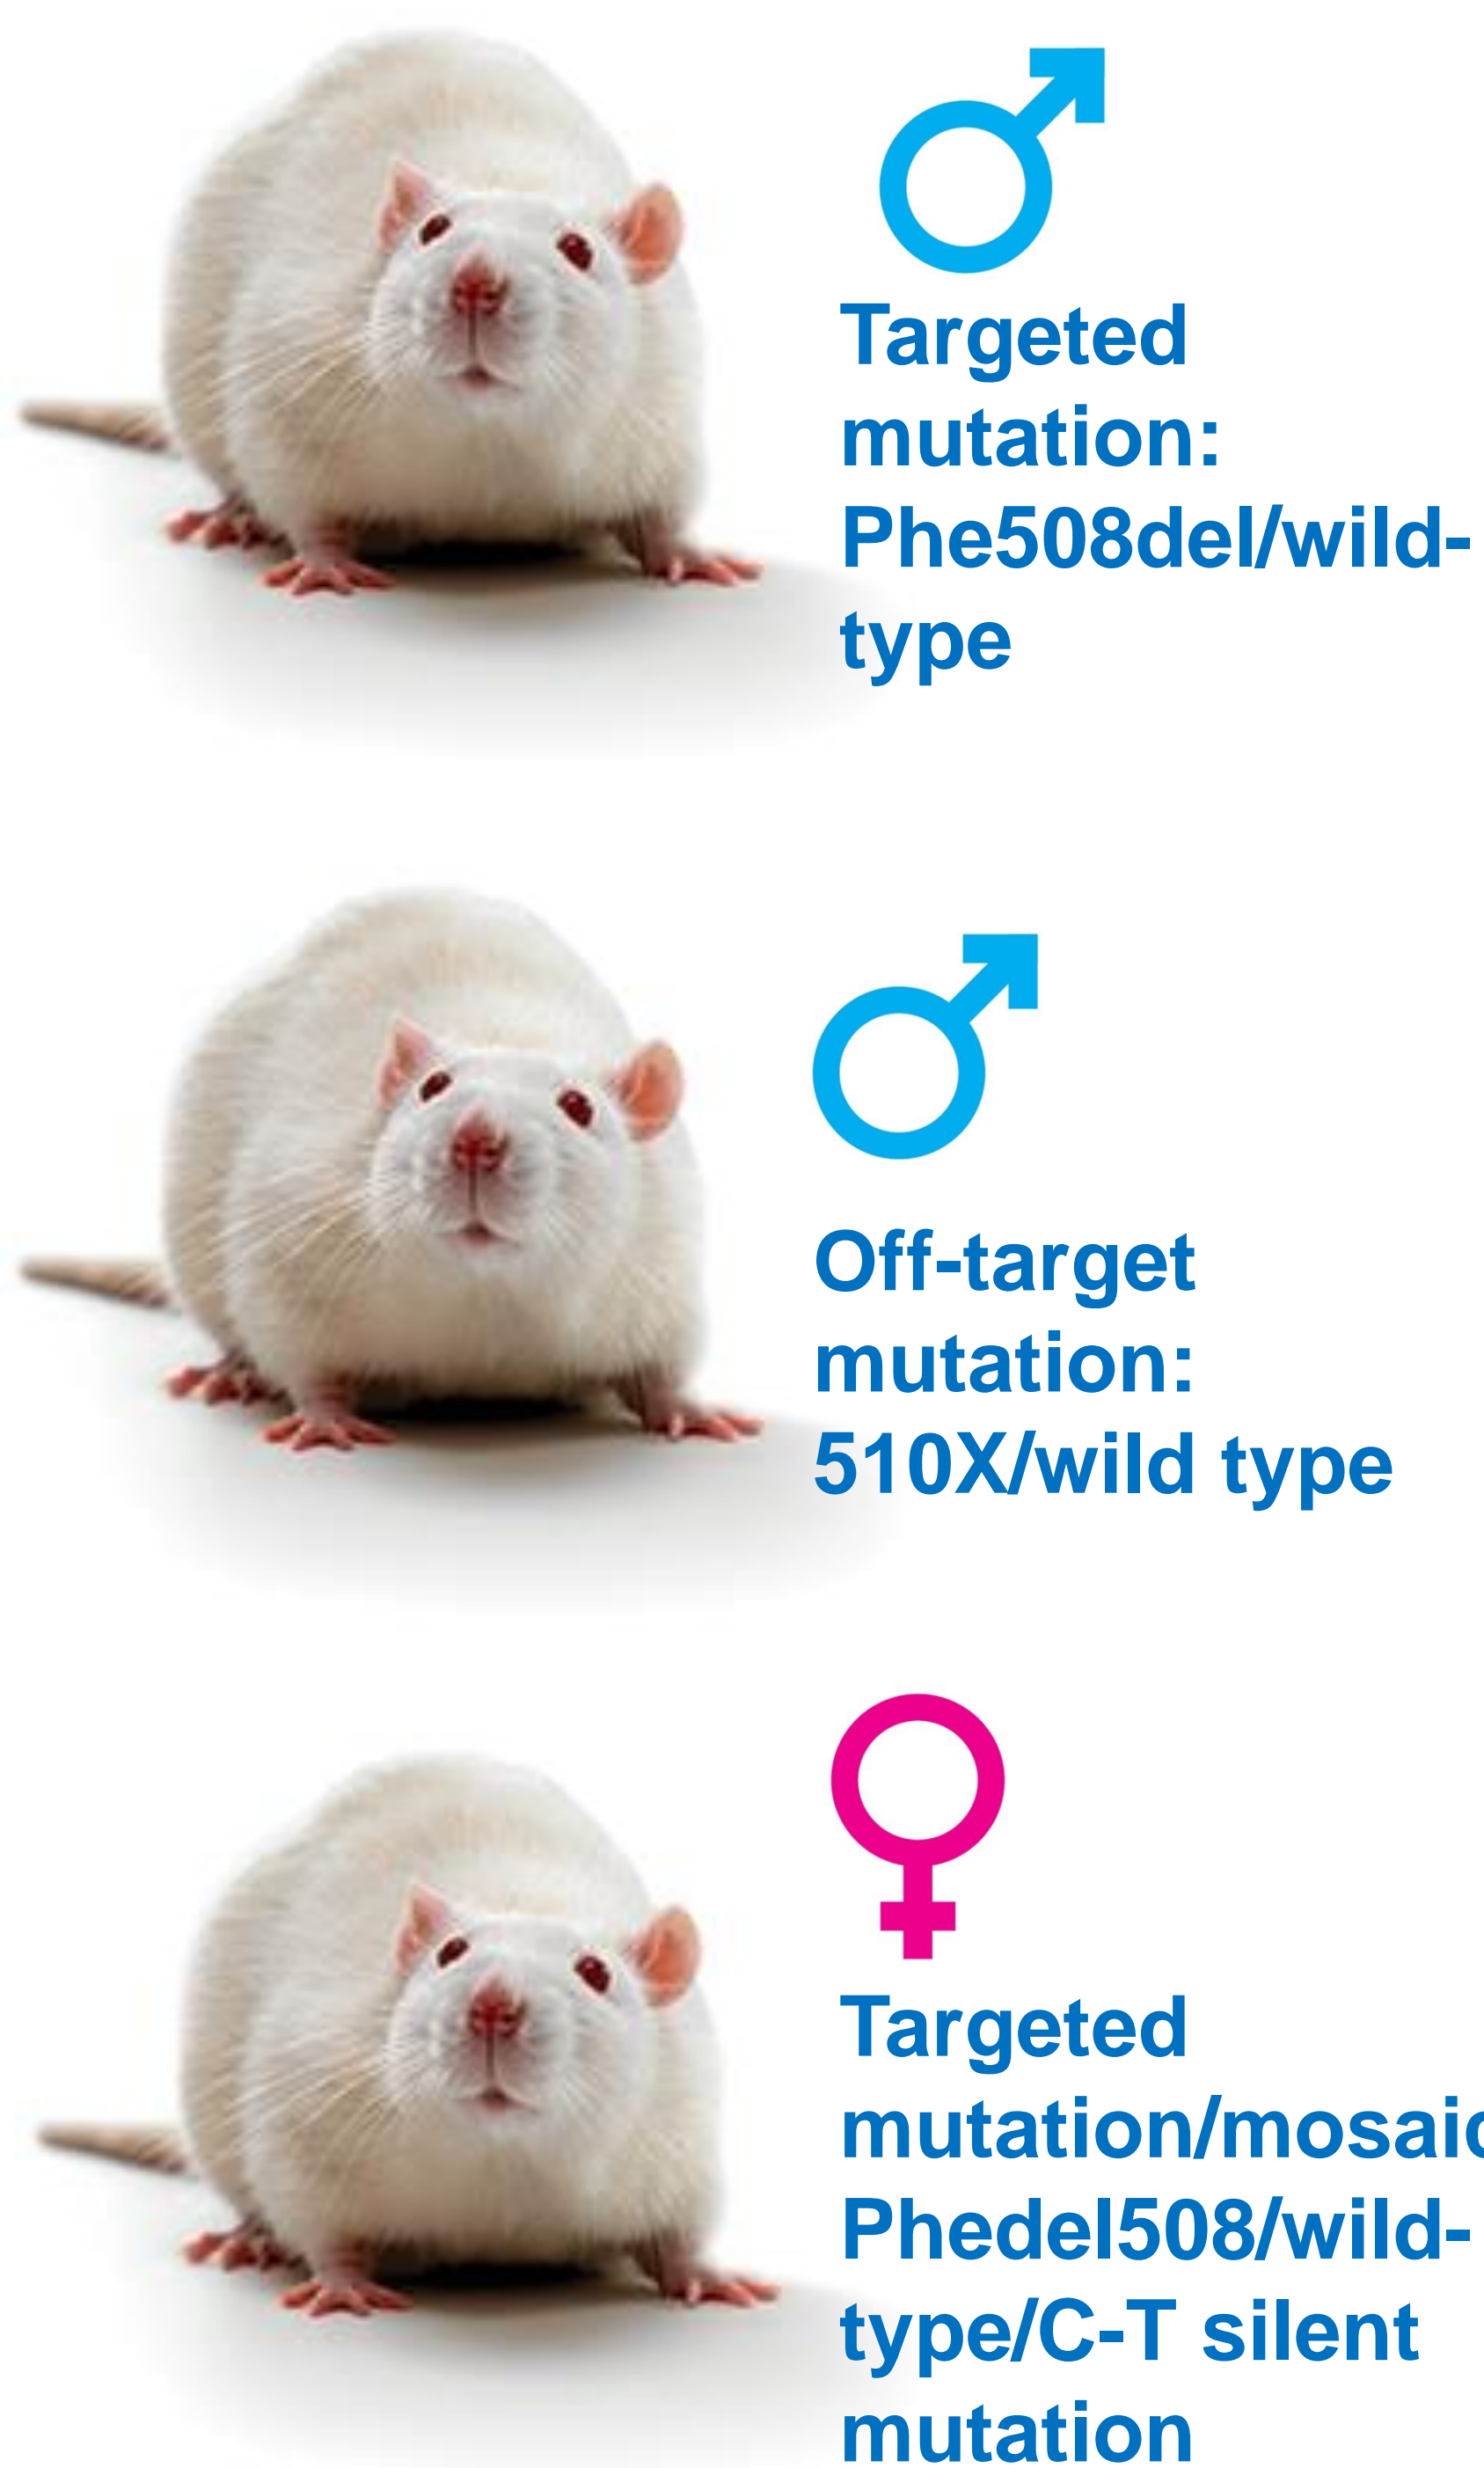 Targeted
mutation:
Phe508del/wild-
type
Off-target
mutation:
510X/wild type
Targeted
mutation/mosaic
Phedel508/wild-
type/C-T silent
mutation